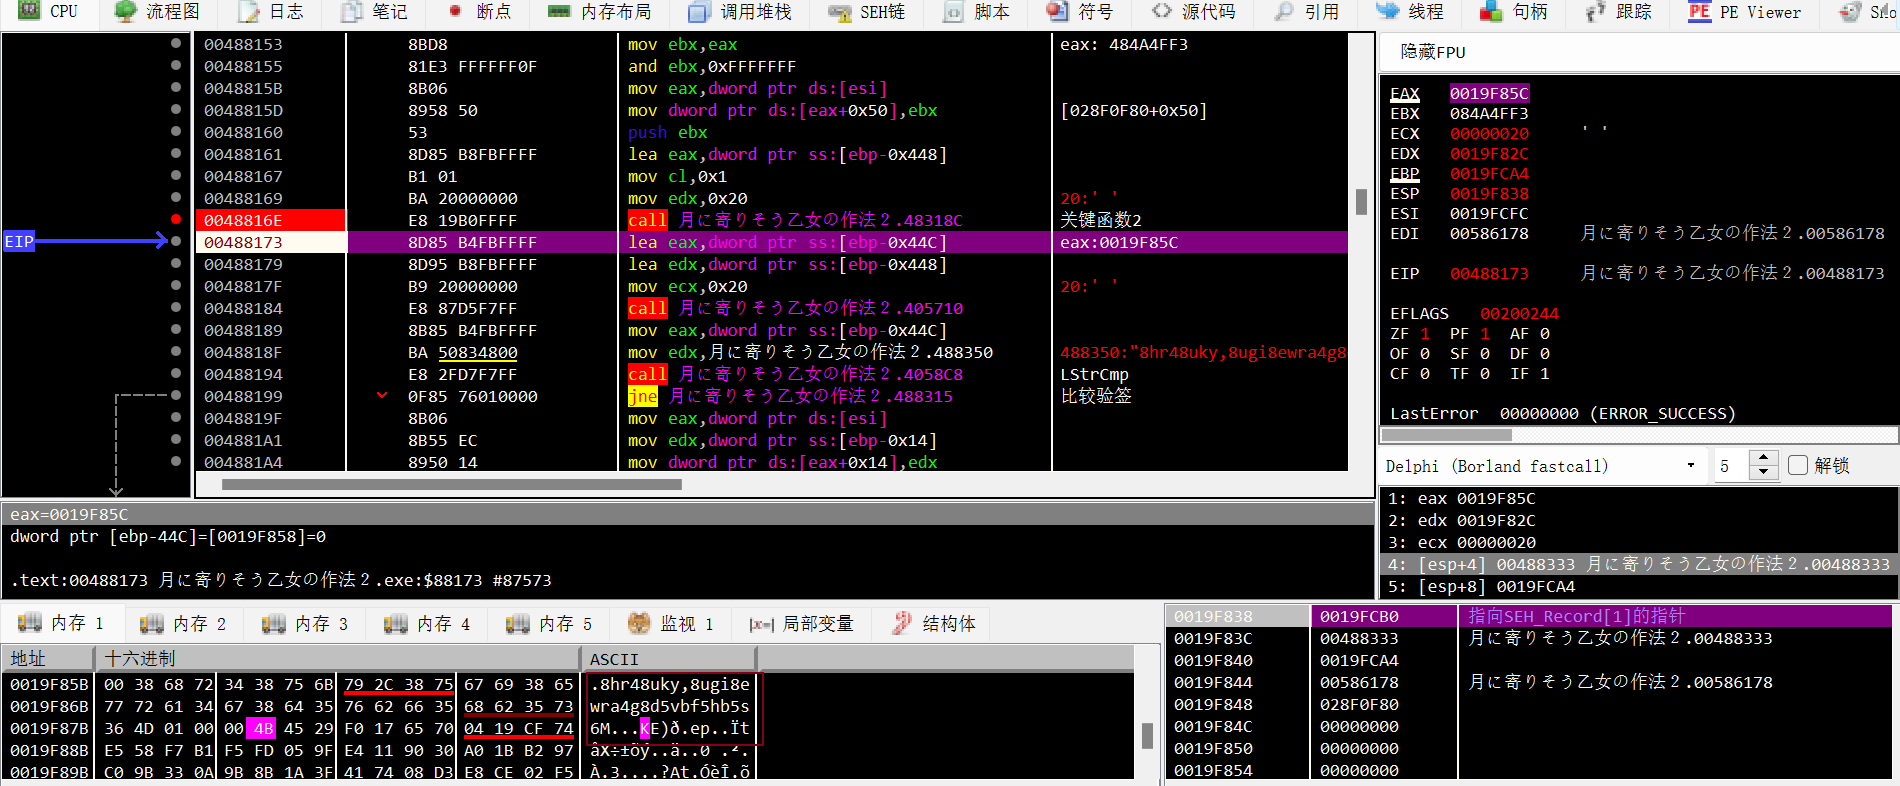 CPU 流程图 日志 笔记 断点 内存布局 调用堆栈 SEH链 脚本 符号 源代码 引用 线程 句柄 跟踪 PE PE Viewer
00488153 8BD8 mov ebx,eax eax: 484A4FF3
00488155 81E3 FFFFFF0F and ebx,0xFFFFFFF
0048815B 8B06 mov eax,dword ptr ds:[esi]
0048815D 8958 50 mov dword ptr ds:[eax+0x50],ebx [028F0F80+0x50]
00488160 53 push ebx
00488161 8D85 B8FBFFFF lea eax,dword ptr ss:[ebp-0x448]
00488167 B1 01 mov cl,0x1
00488169 BA 20000000 mov edx,0x20 20:' '
0048816E E8 19B0FFFF call 月に寄りそう乙女の作法２.48318C 关键函数2
EIP 00488173 8D85 B4FBFFFF lea eax,dword ptr ss:[ebp-0x44C] eax:0019F85C
00488179 8D95 B8FBFFFF lea edx,dword ptr ss:[ebp-0x448]
0048817F B9 20000000 mov ecx,0x20 20:' '
00488184 E8 87D5F7FF call 月に寄りそう乙女の作法２.405710
00488189 8B85 B4FBFFFF mov eax,dword ptr ss:[ebp-0x44C]
0048818F BA 50834800 mov edx,月に寄りそう乙女の作法２.488350 488350:"8hr48uky,8ugi8ewra4g8
00488194 E8 2FD7F7FF call 月に寄りそう乙女の作法２.4058C8 LStrCmp
00488199 0F85 76010000 jne 月に寄りそう乙女の作法２.488315 比较验签
0048819F 8B06 mov eax,dword ptr ds:[esi]
004881A1 8B55 EC mov edx,dword ptr ss:[ebp-0x14]
004881A4 8950 14 mov dword ptr ds:[eax+0x14],edx
隐藏FPU
EAX 0019F85C
EBX 084A4FF3
ECX 00000020 ' '
EDX 0019F82C
EBP 0019FCA4
ESP 0019F838
ESI 0019FCFC
EDI 00586178 月に寄りそう乙女の作法２.00586178
EIP 00488173 月に寄りそう乙女の作法２.00488173
EFLAGS 00200244
ZF 1 PF 1 AF 0
OF 0 SF 0 DF 0
CF 0 TF 0 IF 1
LastError 00000000 (ERROR_SUCCESS)
Delphi (Borland fastcall) 5 解锁
1: eax 0019F85C
2: edx 0019F82C
3: ecx 00000020
4: [esp+4] 00488333 月に寄りそう乙女の作法２.00488333
5: [esp+8] 0019FCA4
eax=0019F85C
dword ptr [ebp-44C]=[0019F858]=0
.text:00488173 月に寄りそう乙女の作法２.exe:$88173 #87573
内存 1 内存 2 内存 3 内存 4 内存 5 监视 1 [x=] 局部变量 结构体
地址 十六进制 ASCII
0019F85B 00 38 68 72 34 38 75 6B 79 2C 38 75 67 69 38 65 .8hr48uky,8ugi8e
0019F86B 77 72 61 34 67 38 64 35 76 62 66 35 68 62 35 73 wra4g8d5vbf5hb5s
0019F87B 36 4D 01 00 00 4B 45 29 F0 17 65 70 04 19 CF 74 6M...KE)ð.ep..Ït
0019F88B E5 58 F7 B1 F5 FD 05 9F E4 11 90 30 A0 1B B2 97 åX÷±õý..ä..0 .².
0019F89B C0 9B 33 0A 9B 8B 1A 3F 41 74 08 D3 E8 CE 02 F5 À.3....?At.ÓèÎ.õ
0019F838 0019FCB0 指向SEH_Record[1]的指针
0019F83C 00488333 月に寄りそう乙女の作法２.00488333
0019F840 0019FCA4
0019F844 00586178 月に寄りそう乙女の作法２.00586178
0019F848 028F0F80
0019F84C 00000000
0019F850 00000000
0019F854 00000000